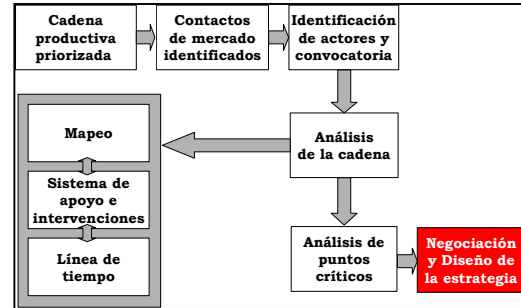 Cadena
productiva
priorizada
Contactos
de mercado
identificados
Identificación
de actores y
convocatoria
Mapeo
Sistema de
apoyo e
intervenciones
Línea de
tiempo
Análisis
de la cadena
Análisis de
puntos
críticos
Negociación
y Diseño de
la estrategia